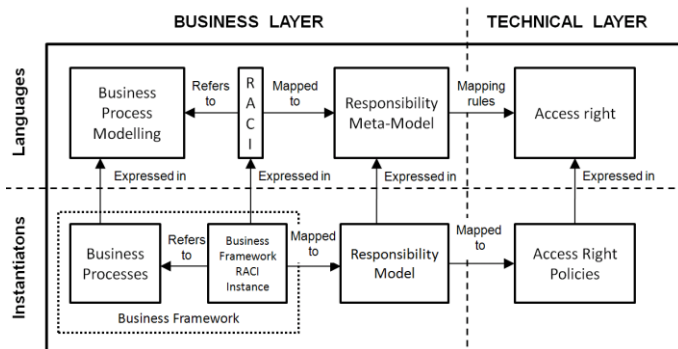 BUSINESS LAYER
TECHNICAL LAYER
Languages
Business
Process
Modelling
Refers
to
R
A
C
I
Mapped
to
Responsibility
Meta-Model
Mapping
rules
Access right
Expressed in
Expressed in
Expressed in
Expressed in
Instantiatons
Business
Processes
Refers
to
Business
Framework
RACI
Instance
Mapped
to
Responsibility
Model
Mapped
to
Access Right
Policies
Business Framework